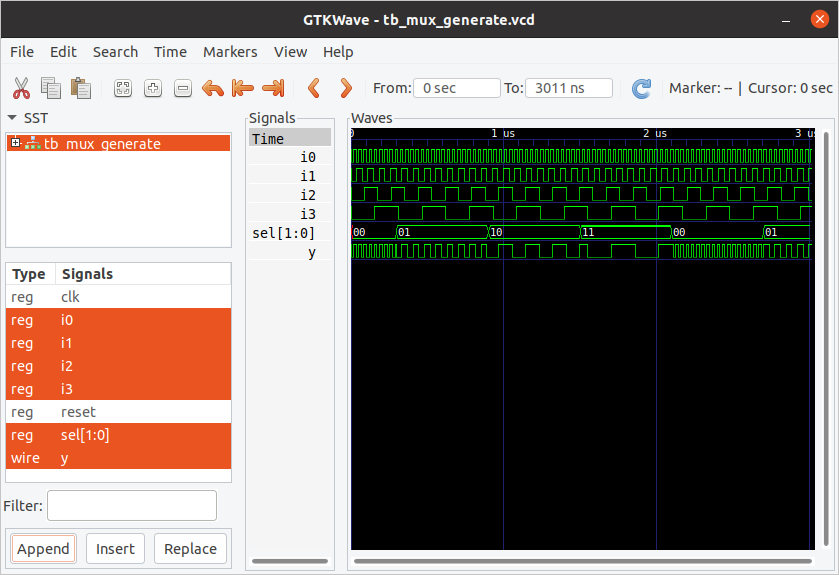 GTKWave - tb_mux_generate.vcd
File Edit Search Time Markers View Help
From: 0 sec To: 3011 ns Marker: -- | Cursor: 0 sec
SST
tb_mux_generate
Type Signals
reg clk
reg i0
reg i1
reg i2
reg i3
reg reset
reg sel[1:0]
wire y
Filter:
Append Insert Replace
Signals
Time
i0
i1
i2
i3
sel[1:0]
y
Waves
0 1 us 2 us 3 us
00 01 10 11 00 01